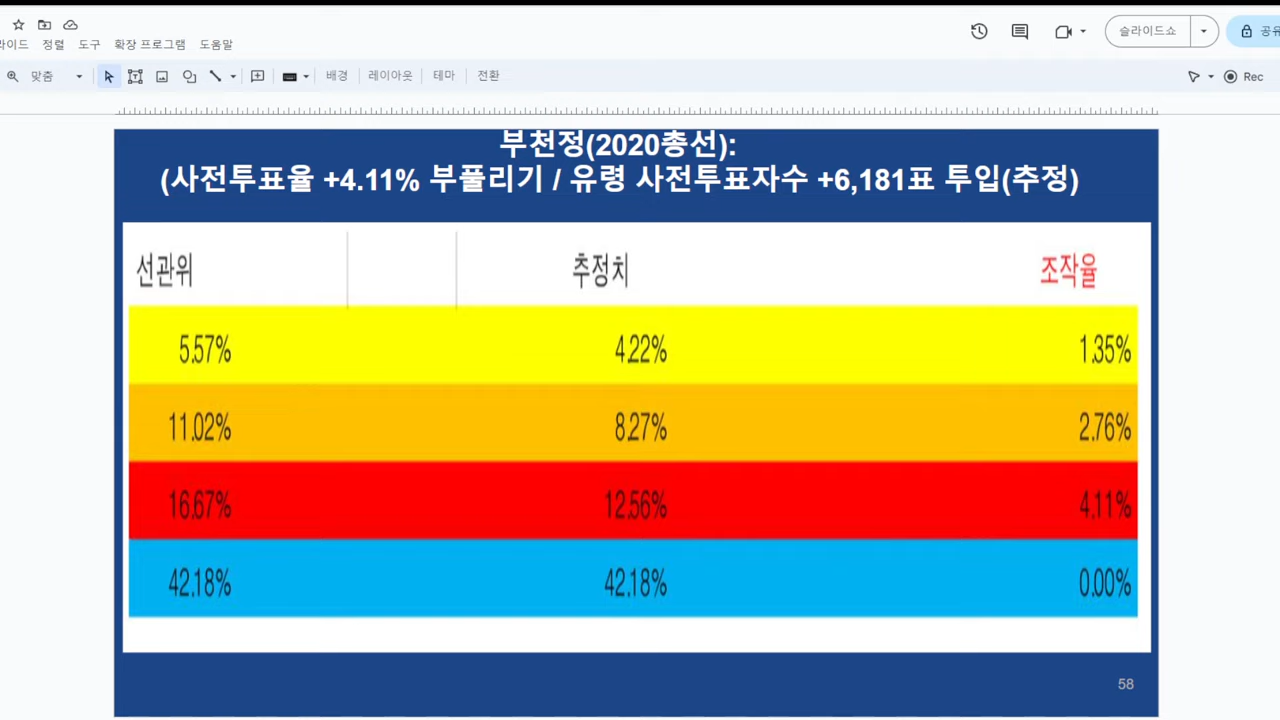 라이드 정렬 도구 확장 프로그램 도움말
슬라이드쇼
공유
맞춤
배경 레이아웃 테마 전환
Rec
부천정(2020총선):
(사전투표율 +4.11% 부풀리기 / 유령 사전투표자수 +6,181표 투입(추정)
선관위 추정치 조작율
5.57% 4.22% 1.35%
11.02% 8.27% 2.76%
16.67% 12.56% 4.11%
42.18% 42.18% 0.00%
58